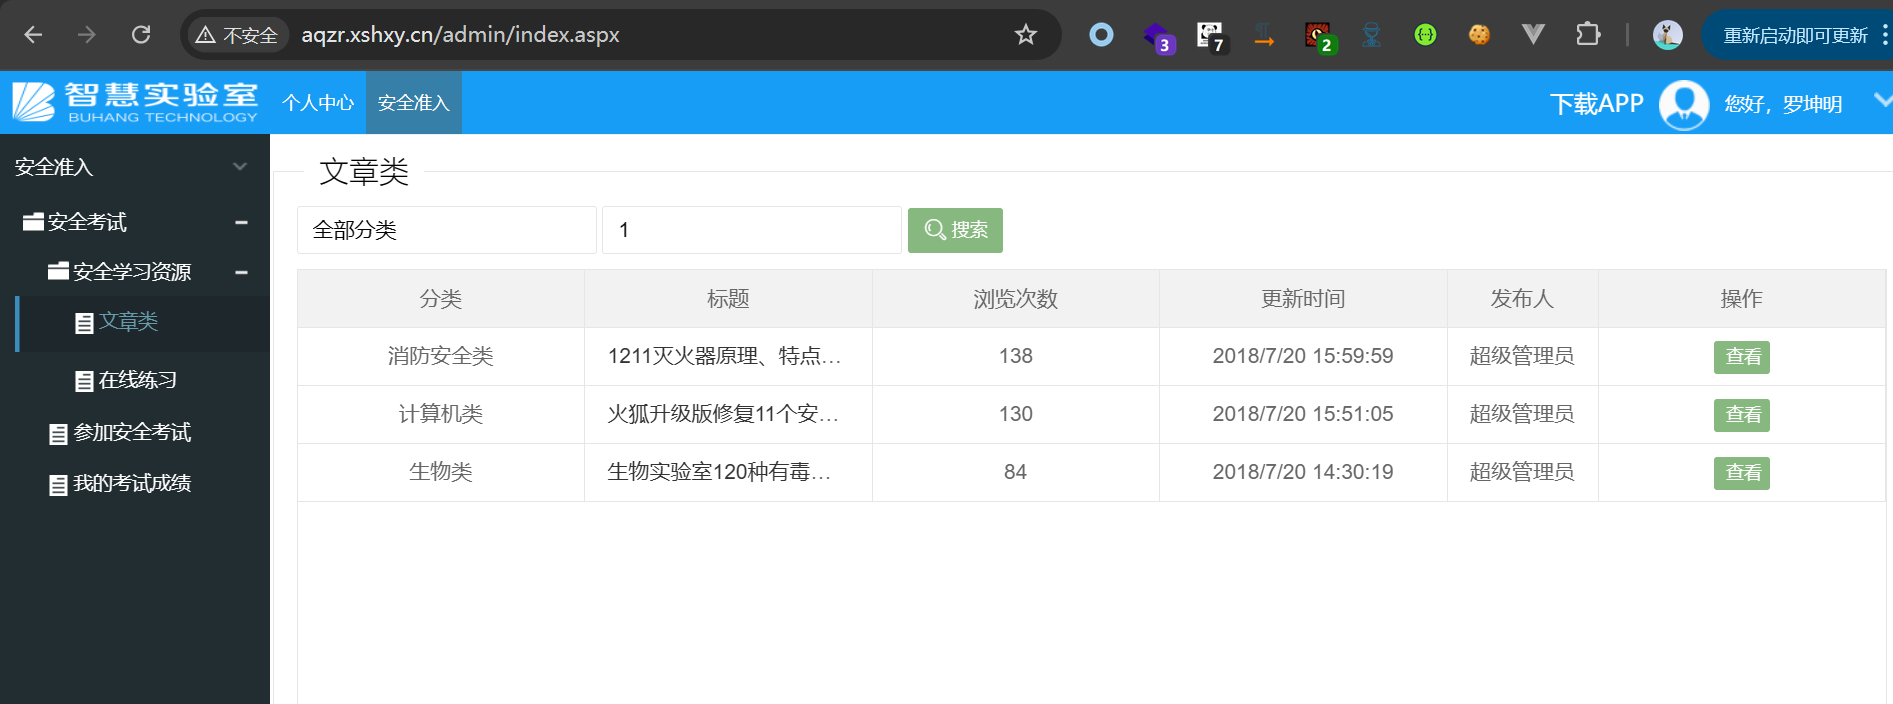 不安全 aqzr.xshxy.cn/admin/index.aspx 3 7 2 重新启动即可更新
智慧实验室 个人中心 安全准入 下载APP 您好，罗坤明
BUHANG TECHNOLOGY
安全准入
安全考试
安全学习资源
文章类
在线练习
参加安全考试
我的考试成绩
文章类
全部分类 1 搜索
分类 标题 浏览次数 更新时间 发布人 操作
消防安全类 1211灭火器原理、特点... 138 2018/7/20 15:59:59 超级管理员 查看
计算机类 火狐升级版修复11个安... 130 2018/7/20 15:51:05 超级管理员 查看
生物类 生物实验室120种有毒... 84 2018/7/20 14:30:19 超级管理员 查看